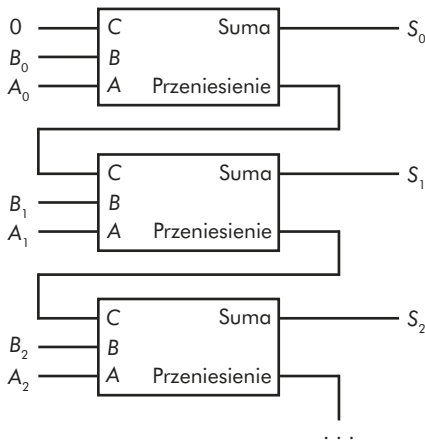 0 C Suma S₀
B₀ B
A₀ A Przeniesienie
C Suma S₁
B₁ B
A₁ A Przeniesienie
C Suma S₂
B₂ B
A₂ A Przeniesienie
...